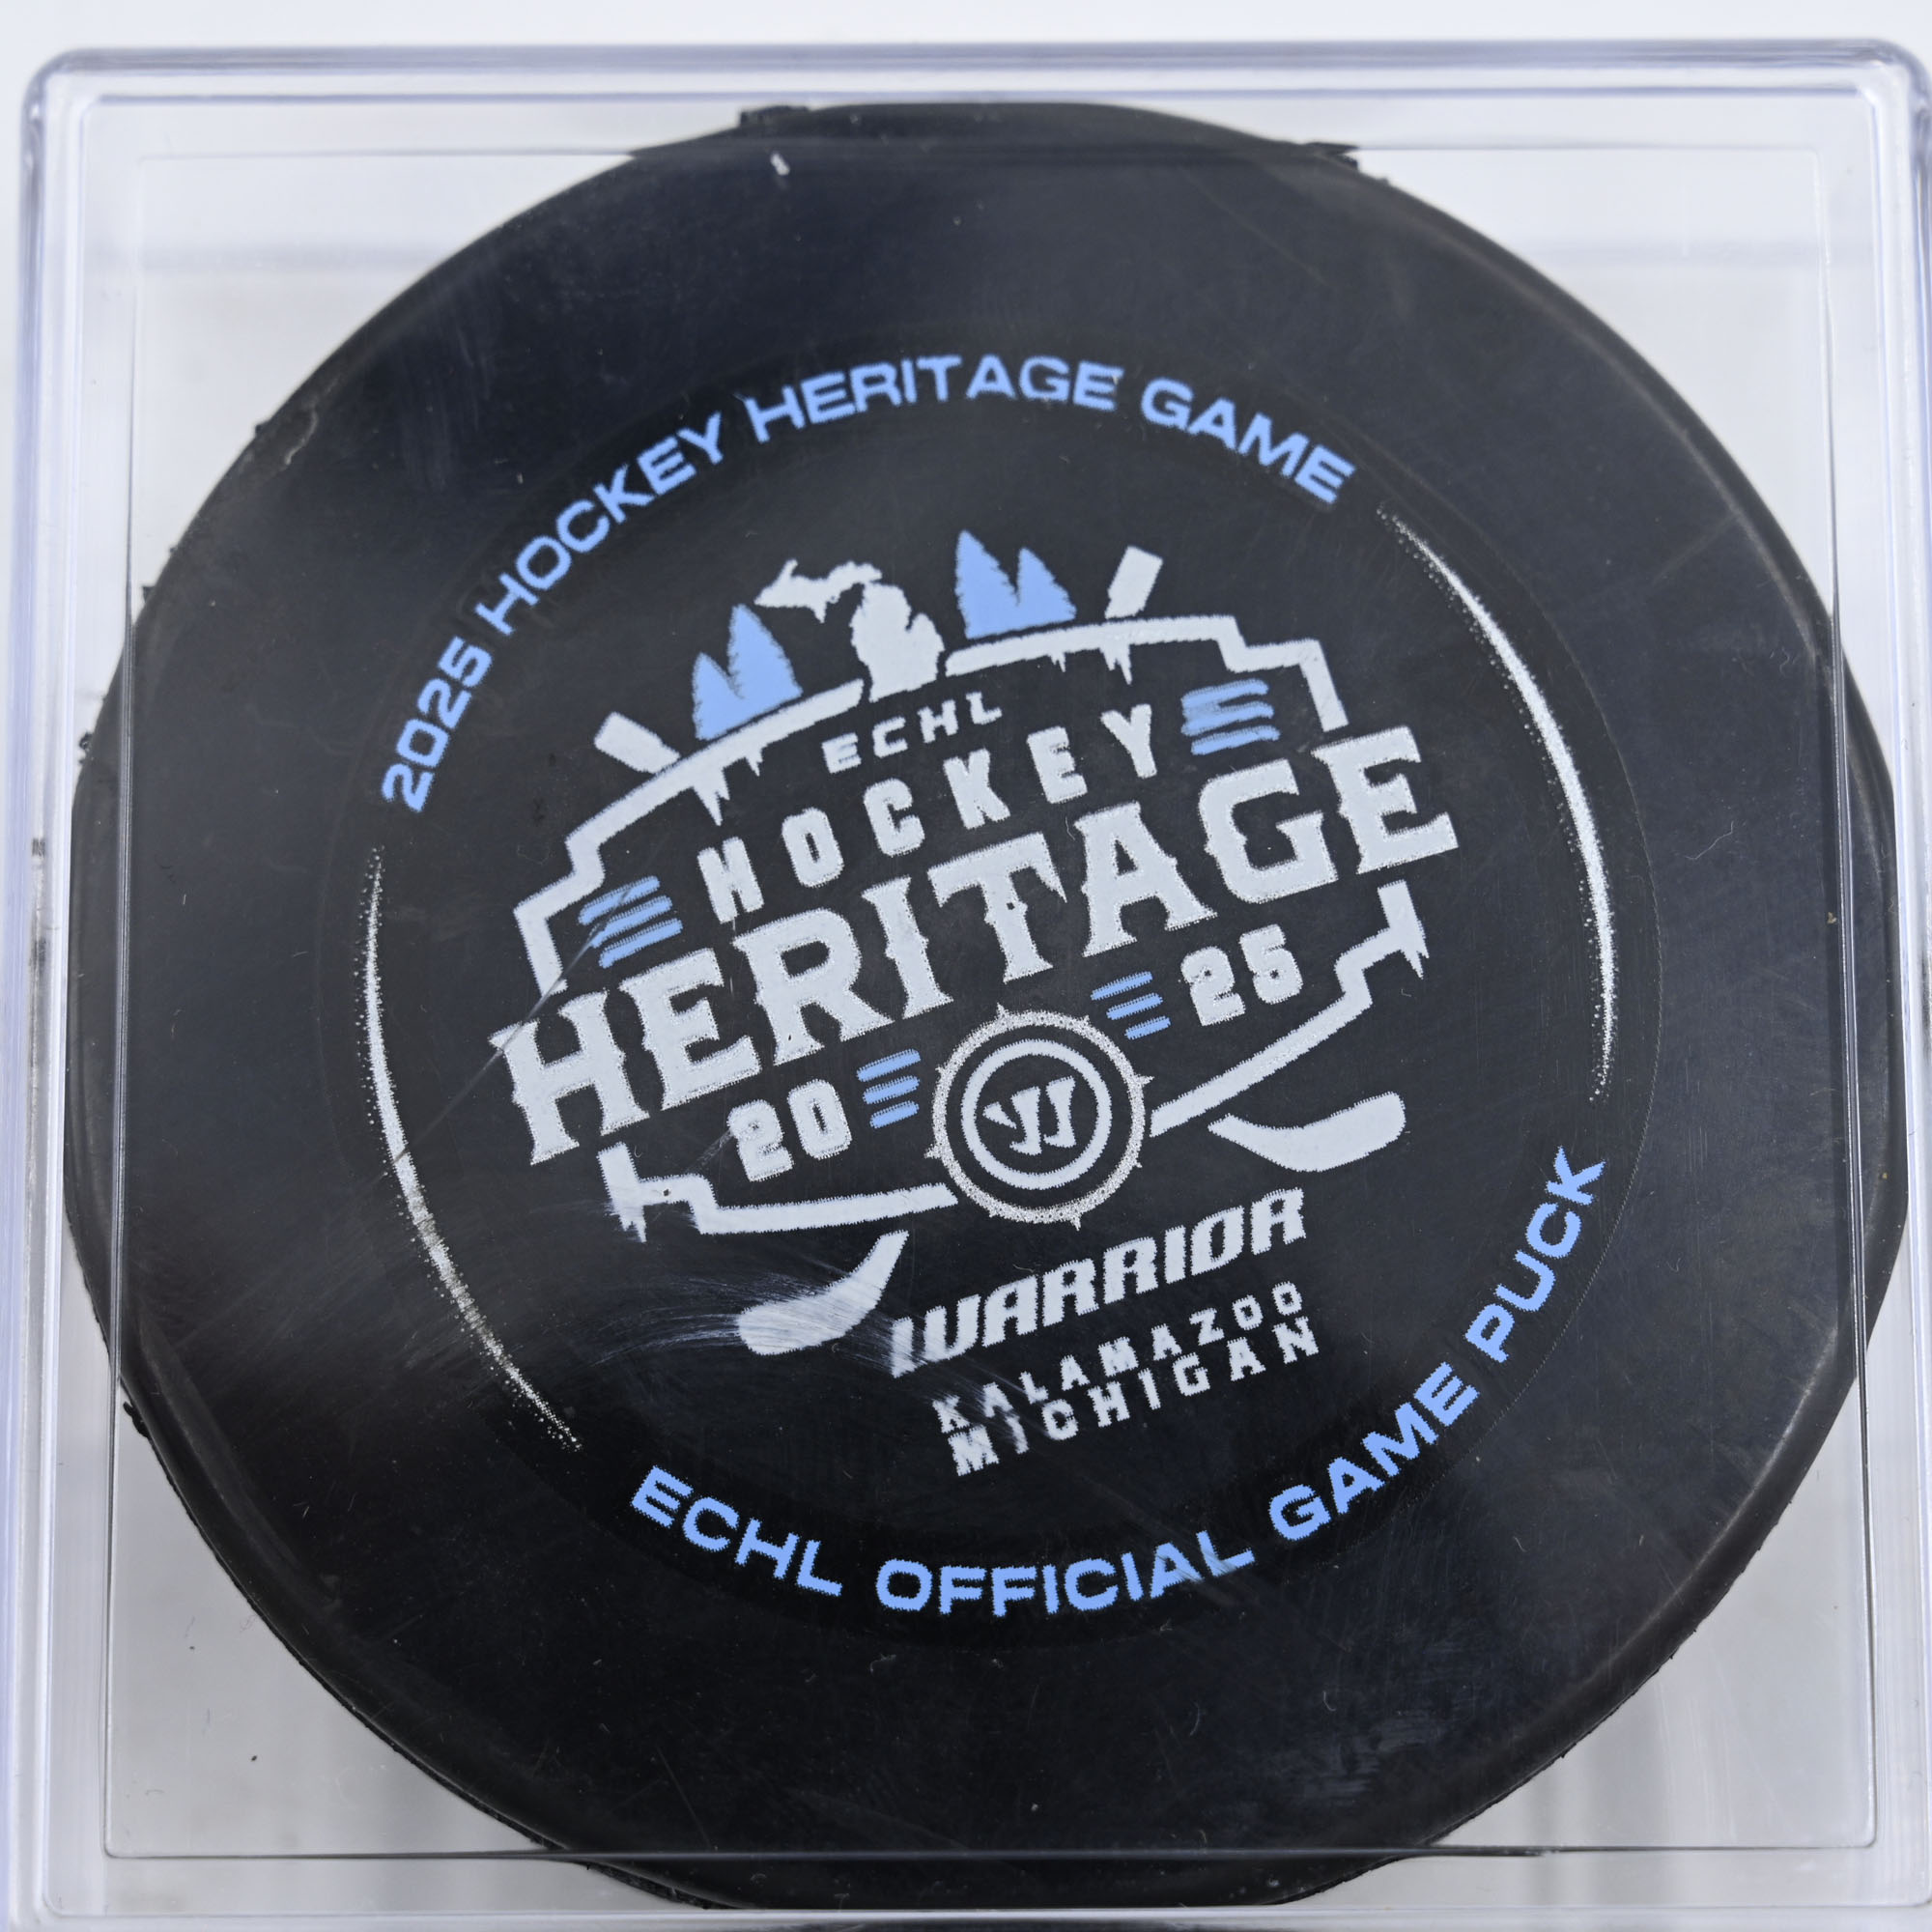 2025 HOCKEY HERITAGE GAME
ECHL
HOCKEY
HERITAGE
20 25
WARRIOR
KALAMAZOO
MICHIGAN
ECHL OFFICIAL GAME PUCK